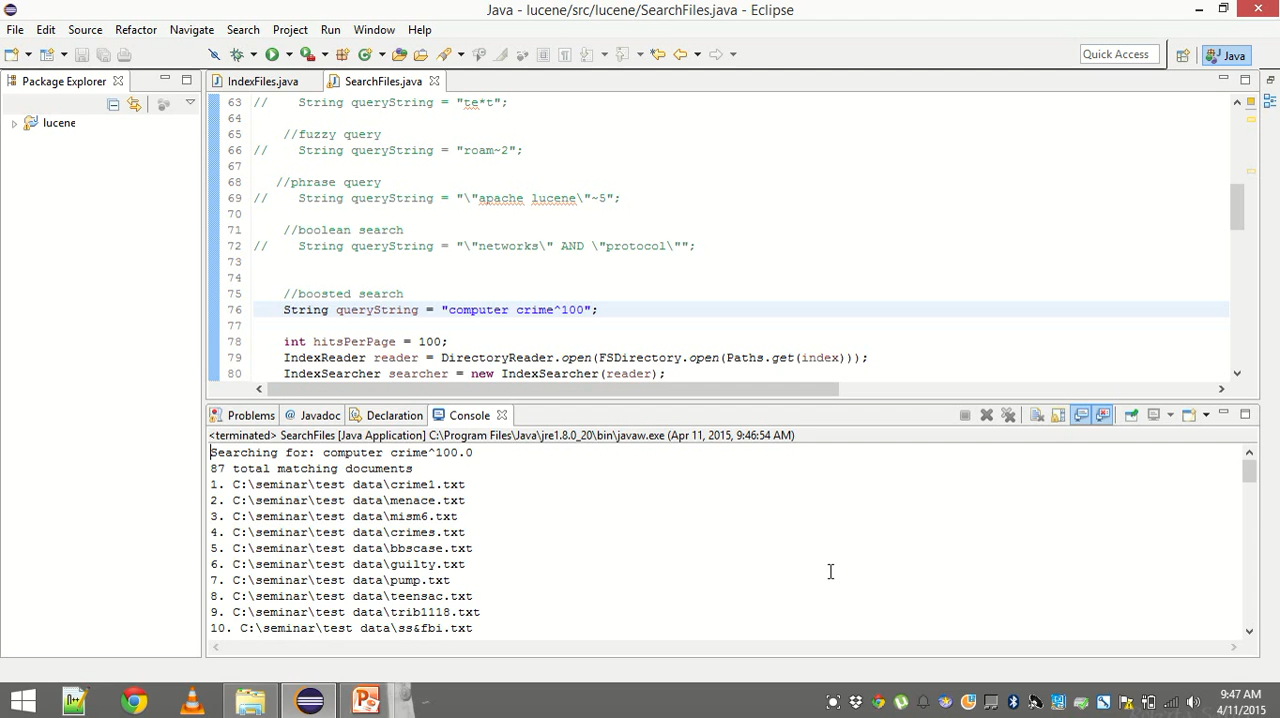 Java - lucene/src/lucene/SearchFiles.java - Eclipse
File Edit Source Refactor Navigate Search Project Run Window Help
Quick Access
Java
Package Explorer
IndexFiles.java
SearchFiles.java
lucene
63 // String queryString = "te*t";
64
65 //fuzzy query
66 // String queryString = "roam~2";
67
68 //phrase query
69 // String queryString = "\"apache lucene\"~5";
70
71 //boolean search
72 // String queryString = "\"networks\" AND \"protocol\"";
73
74
75 //boosted search
76 String queryString = "computer crime^100";
77
78 int hitsPerPage = 100;
79 IndexReader reader = DirectoryReader.open(FSDirectory.open(Paths.get(index)));
80 IndexSearcher searcher = new IndexSearcher(reader);
Problems @ Javadoc Declaration Console
<terminated> SearchFiles [Java Application] C:\Program Files\Java\jre1.8.0_20\bin\javaw.exe (Apr 11, 2015, 9:46:54 AM)
Searching for: computer crime^100.0
87 total matching documents
1. C:\seminar\test data\crime1.txt
2. C:\seminar\test data\menace.txt
3. C:\seminar\test data\mism6.txt
4. C:\seminar\test data\crimes.txt
5. C:\seminar\test data\bbscase.txt
6. C:\seminar\test data\guilty.txt
7. C:\seminar\test data\pump.txt
8. C:\seminar\test data\teensac.txt
9. C:\seminar\test data\trib1118.txt
10. C:\seminar\test data\ss&fbi.txt
9:47 AM
4/11/2015